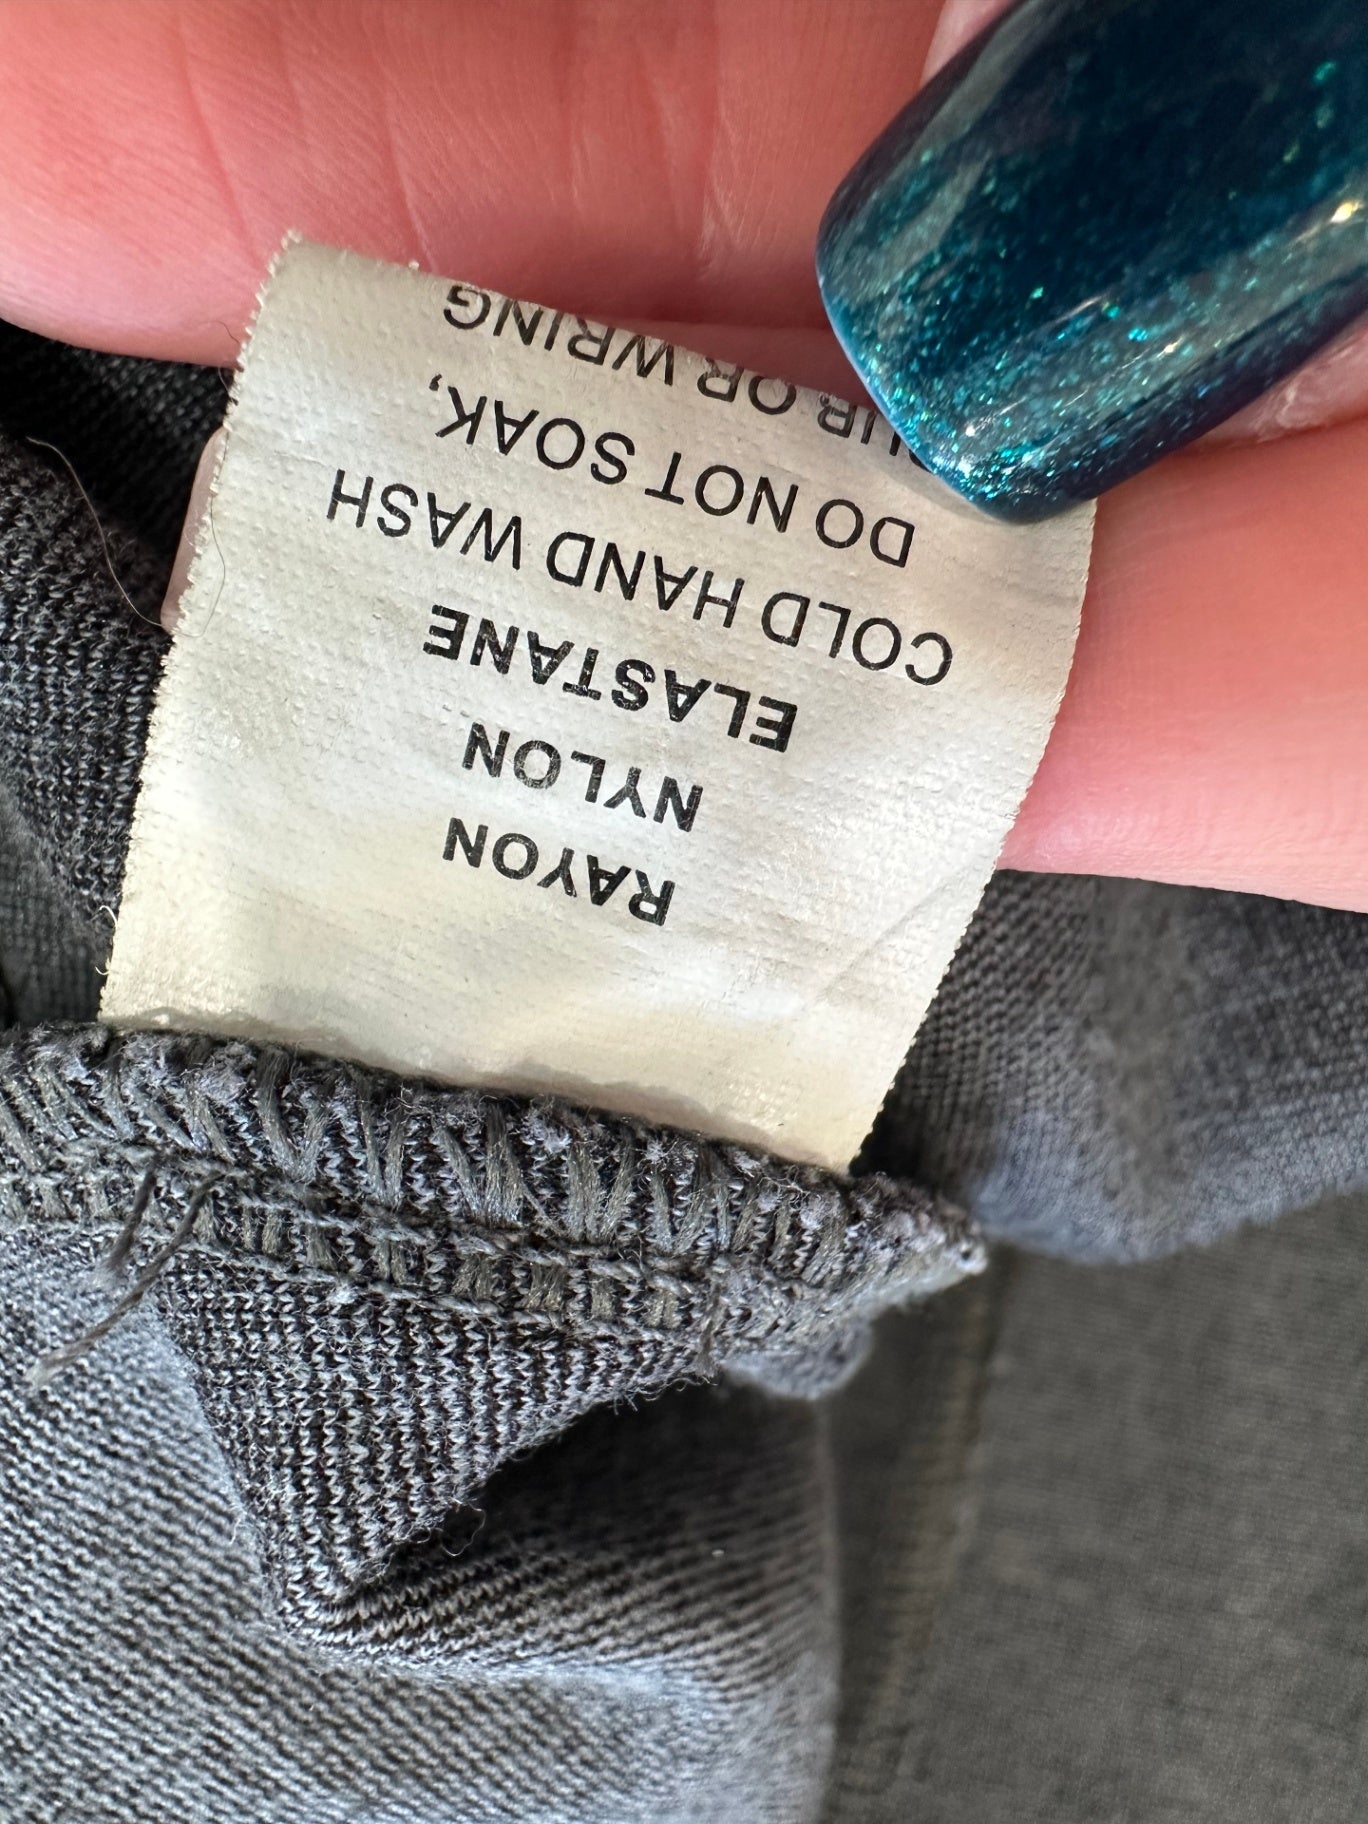 RAYON
NYLON
ELASTANE
COLD HAND WASH
DO NOT SOAK,
OR WRING